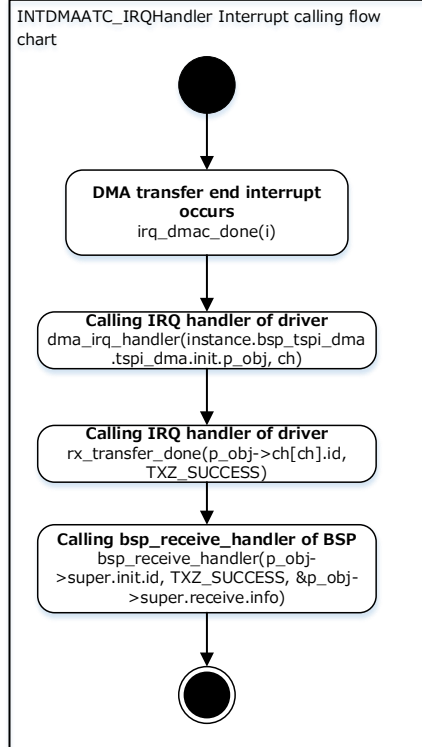 INTDMAATC_IRQHandler Interrupt calling flow
chart
DMA transfer end interrupt
occurs
irq_dmac_done(i)
Calling IRQ handler of driver
dma_irq_handler(instance.bsp_tspi_dma
.tspi_dma.init.p_obj, ch)
Calling IRQ handler of driver
rx_transfer_done(p_obj->ch[ch].id,
TXZ_SUCCESS)
Calling bsp_receive_handler of BSP
bsp_receive_handler(p_obj-
>super.init.id, TXZ_SUCCESS, &p_obj-
>super.receive.info)